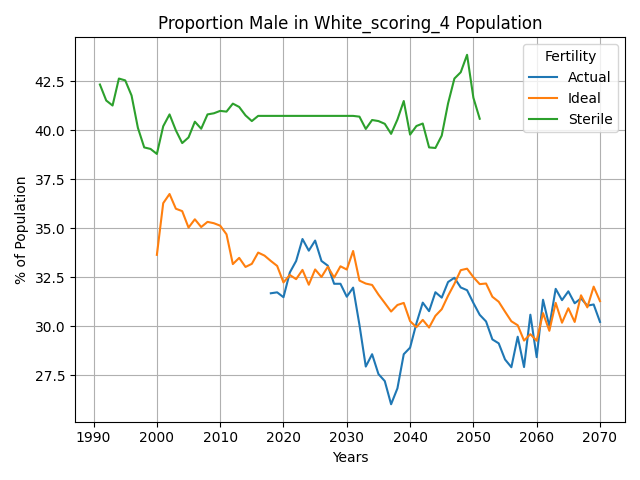 Proportion Male in White_scoring_4 Population
Fertility
Actual
Ideal
Sterile
% of Population
42.5
40.0
37.5
35.0
32.5
30.0
27.5
1990 2000 2010 2020 2030 2040 2050 2060 2070
Years